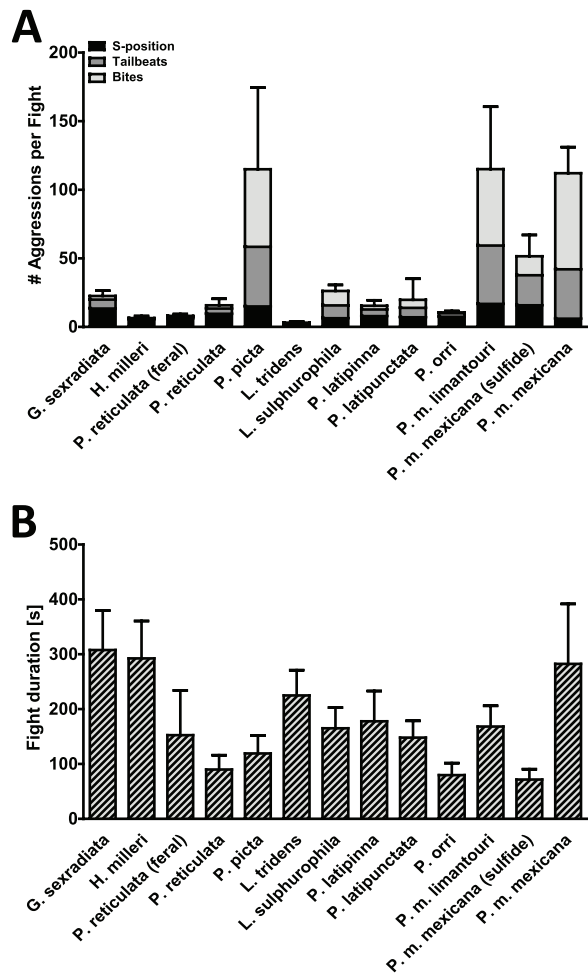 A
S-position
Tailbeats
Bites
# Aggressions per Fight
200
150
100
50
0
G. sexradiata
H. milleri
P. reticulata (feral)
P. reticulata
P. picta
L. tridens
L. sulphurophila
P. latipinna
P. latipunctata
P. orri
P. m. limantouri
P. m. mexicana (sulfide)
P. m. mexicana
B
Fight duration [s]
500
400
300
200
100
0
G. sexradiata
H. milleri
P. reticulata (feral)
P. reticulata
P. picta
L. tridens
L. sulphurophila
P. latipinna
P. latipunctata
P. orri
P. m. limantouri
P. m. mexicana (sulfide)
P. m. mexicana